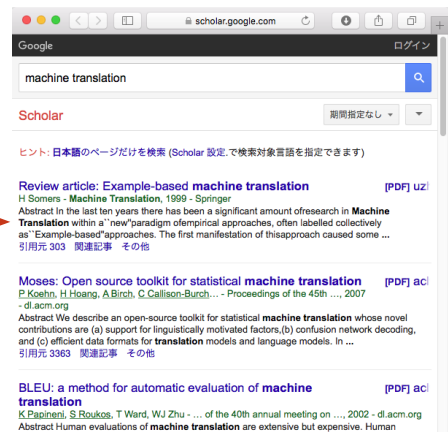 scholar.google.com
Google
ログイン
machine translation
Scholar
期間指定なし
ヒント: 日本語のページだけを検索 (Scholar 設定.で検索対象言語を指定できます)
Review article: Example-based machine translation
[PDF] uzl
H Somers - Machine Translation, 1999 - Springer
Abstract In the last ten years there has been a significant amount ofresearch in Machine
Translation within a``new''paradigm ofempirical approaches, often labelled collectively
as``Example-based''approaches. The first manifestation of thisapproach caused some ...
引用元 303 関連記事 その他
Moses: Open source toolkit for statistical machine translation
[PDF] acl
P Koehn, H Hoang, A Birch, C Callison-Burch… - Proceedings of the 45th …, 2007
- dl.acm.org
Abstract We describe an open-source toolkit for statistical machine translation whose novel
contributions are (a) support for linguistically motivated factors,(b) confusion network decoding,
and (c) efficient data formats for translation models and language models. In ...
引用元 3363 関連記事 その他
BLEU: a method for automatic evaluation of machine
translation
[PDF] acl
K Papineni, S Roukos, T Ward, WJ Zhu - … of the 40th annual meeting on …, 2002 - dl.acm.org
Abstract Human evaluations of machine translation are extensive but expensive. Human